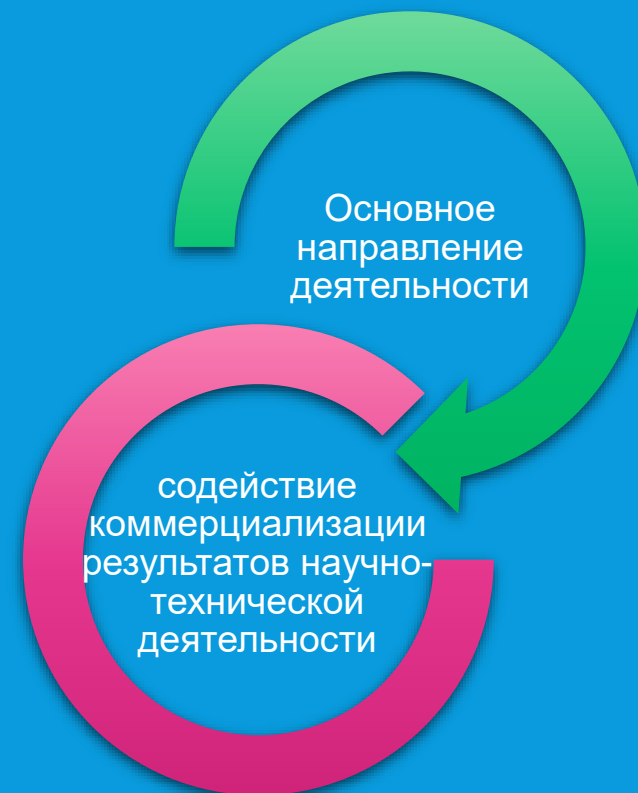 Основное
направление
деятельности
содействие
коммерциализации
результатов научно-
технической
деятельности